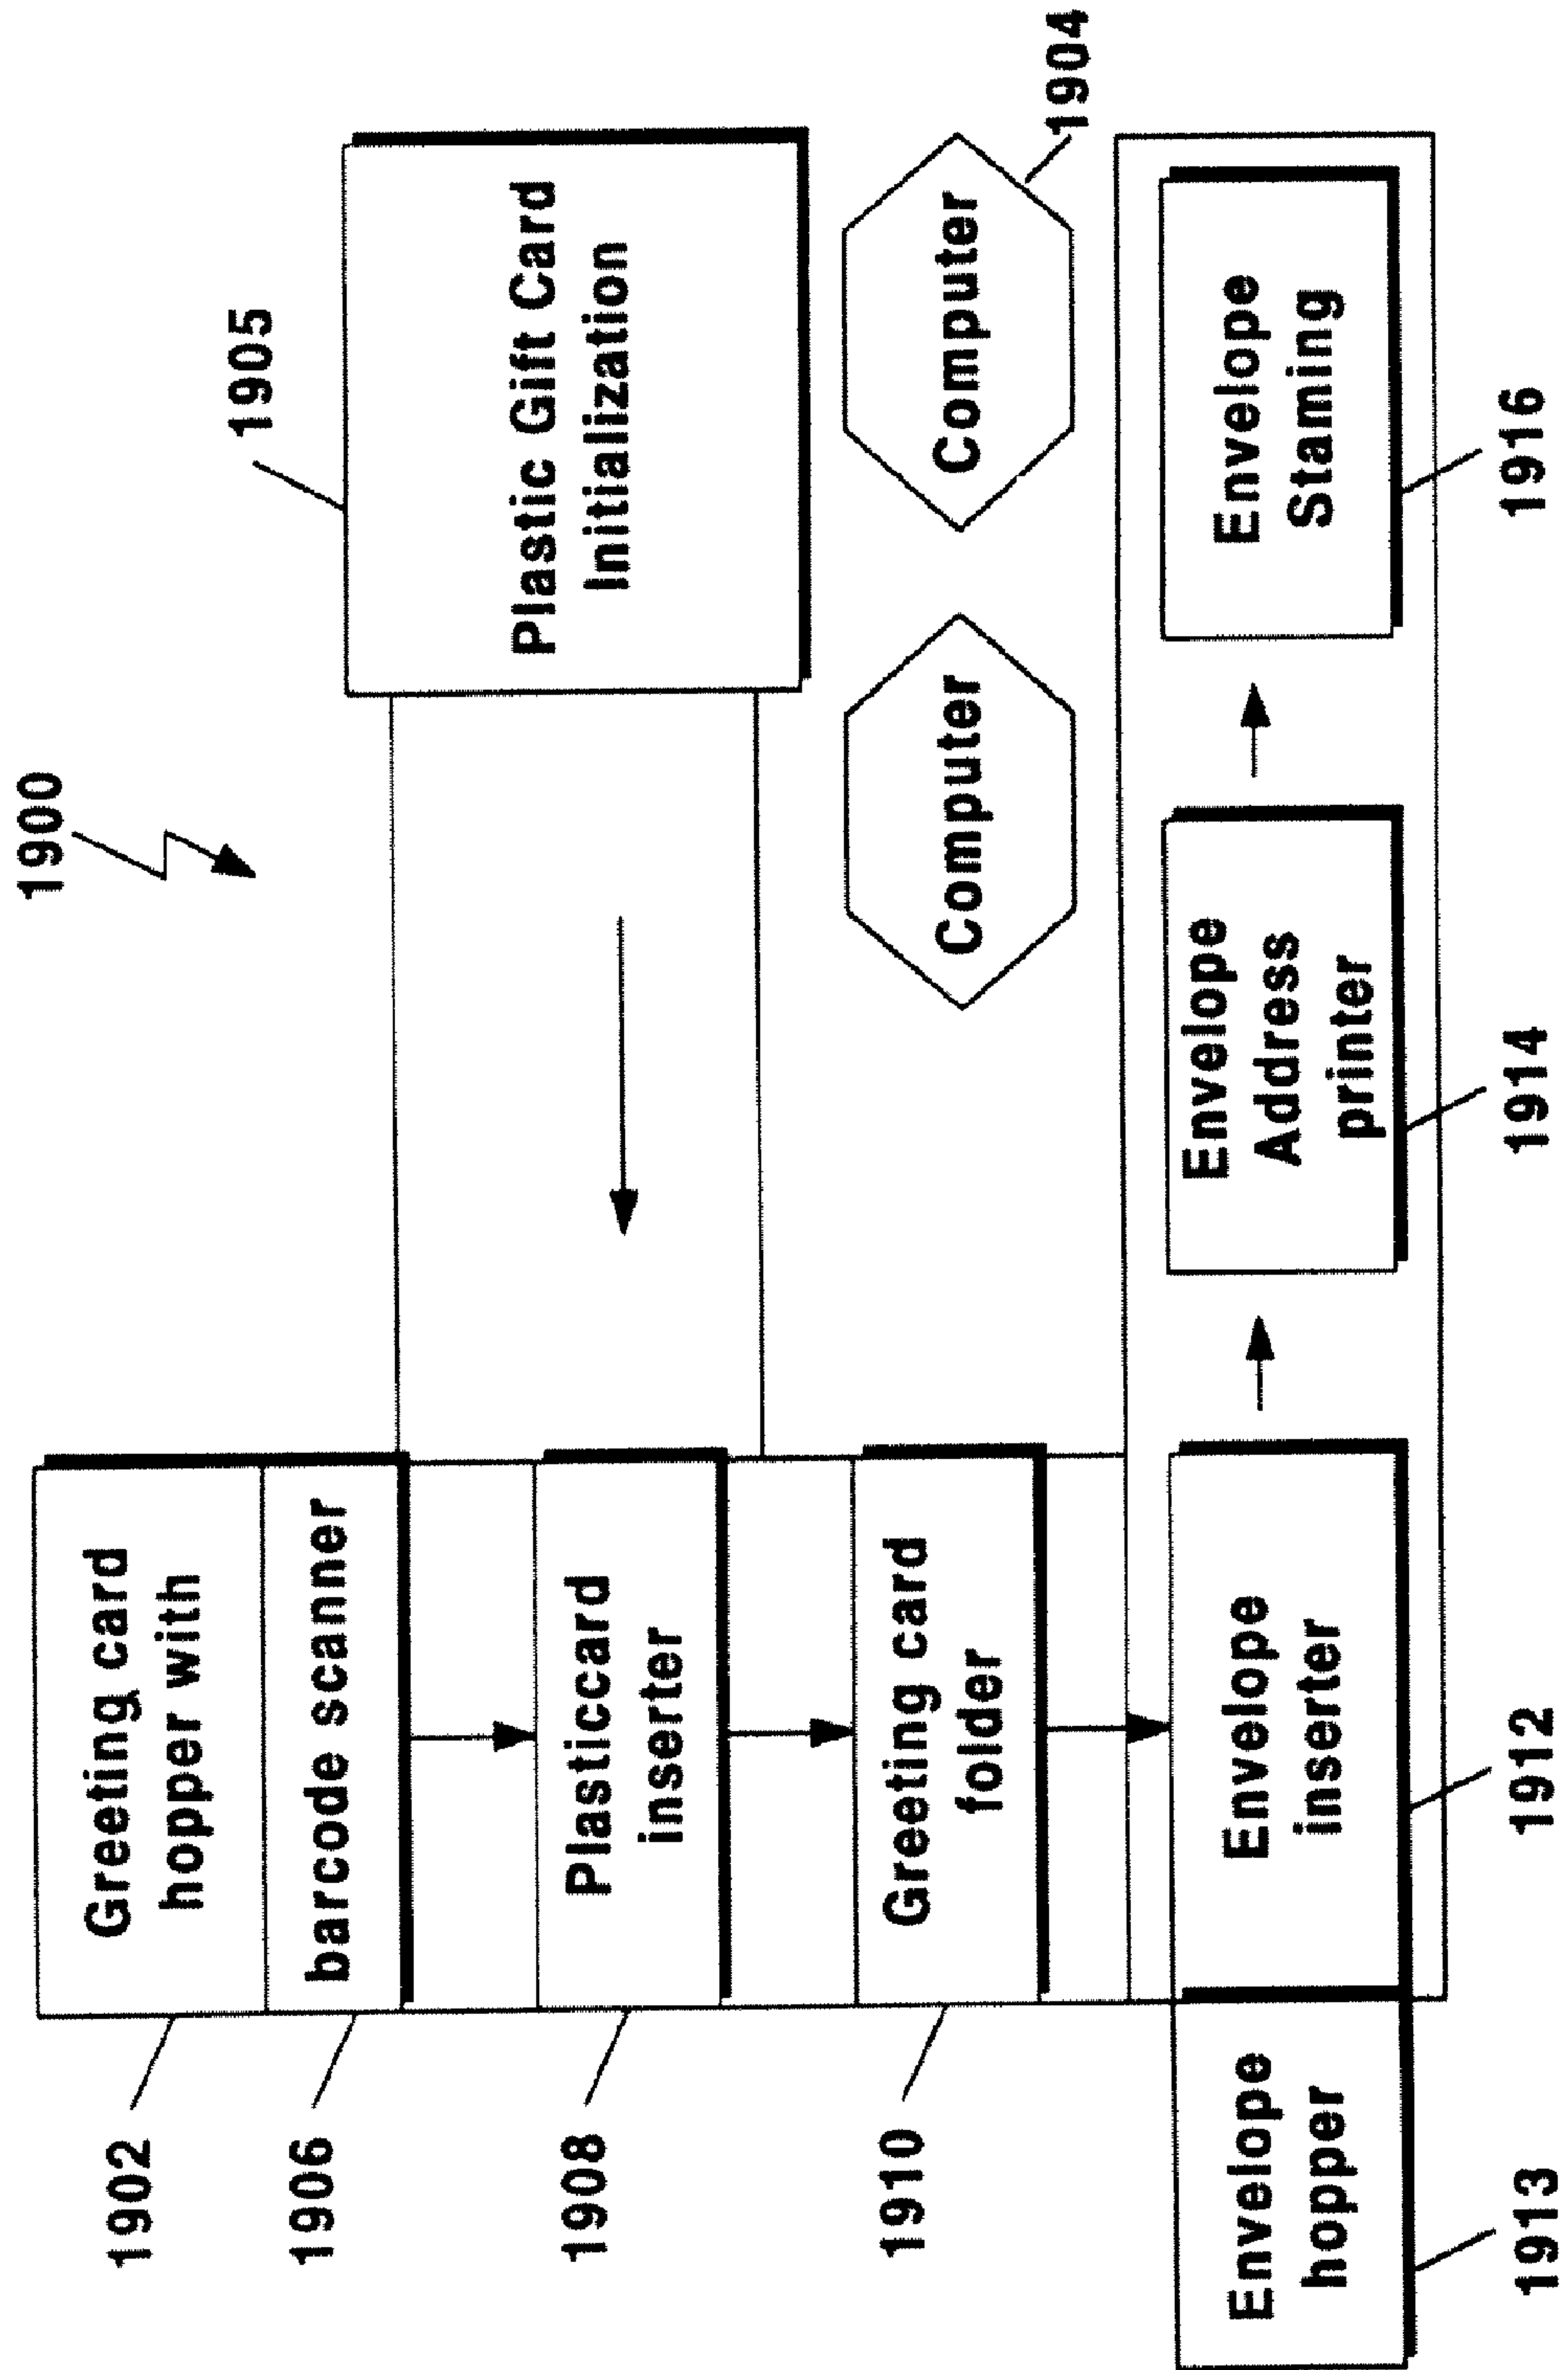 1900
1905
Greeting card
hopper with
barcode scanner
1902
1906
Plastic Gift Card
Initialization
Plasticcard
inserter
1908
Computer
Computer
1904
Greeting card
folder
1910
Envelope
hopper
1913
Envelope
inserter
1912
Envelope
Address
printer
1914
Envelope
Staming
1916